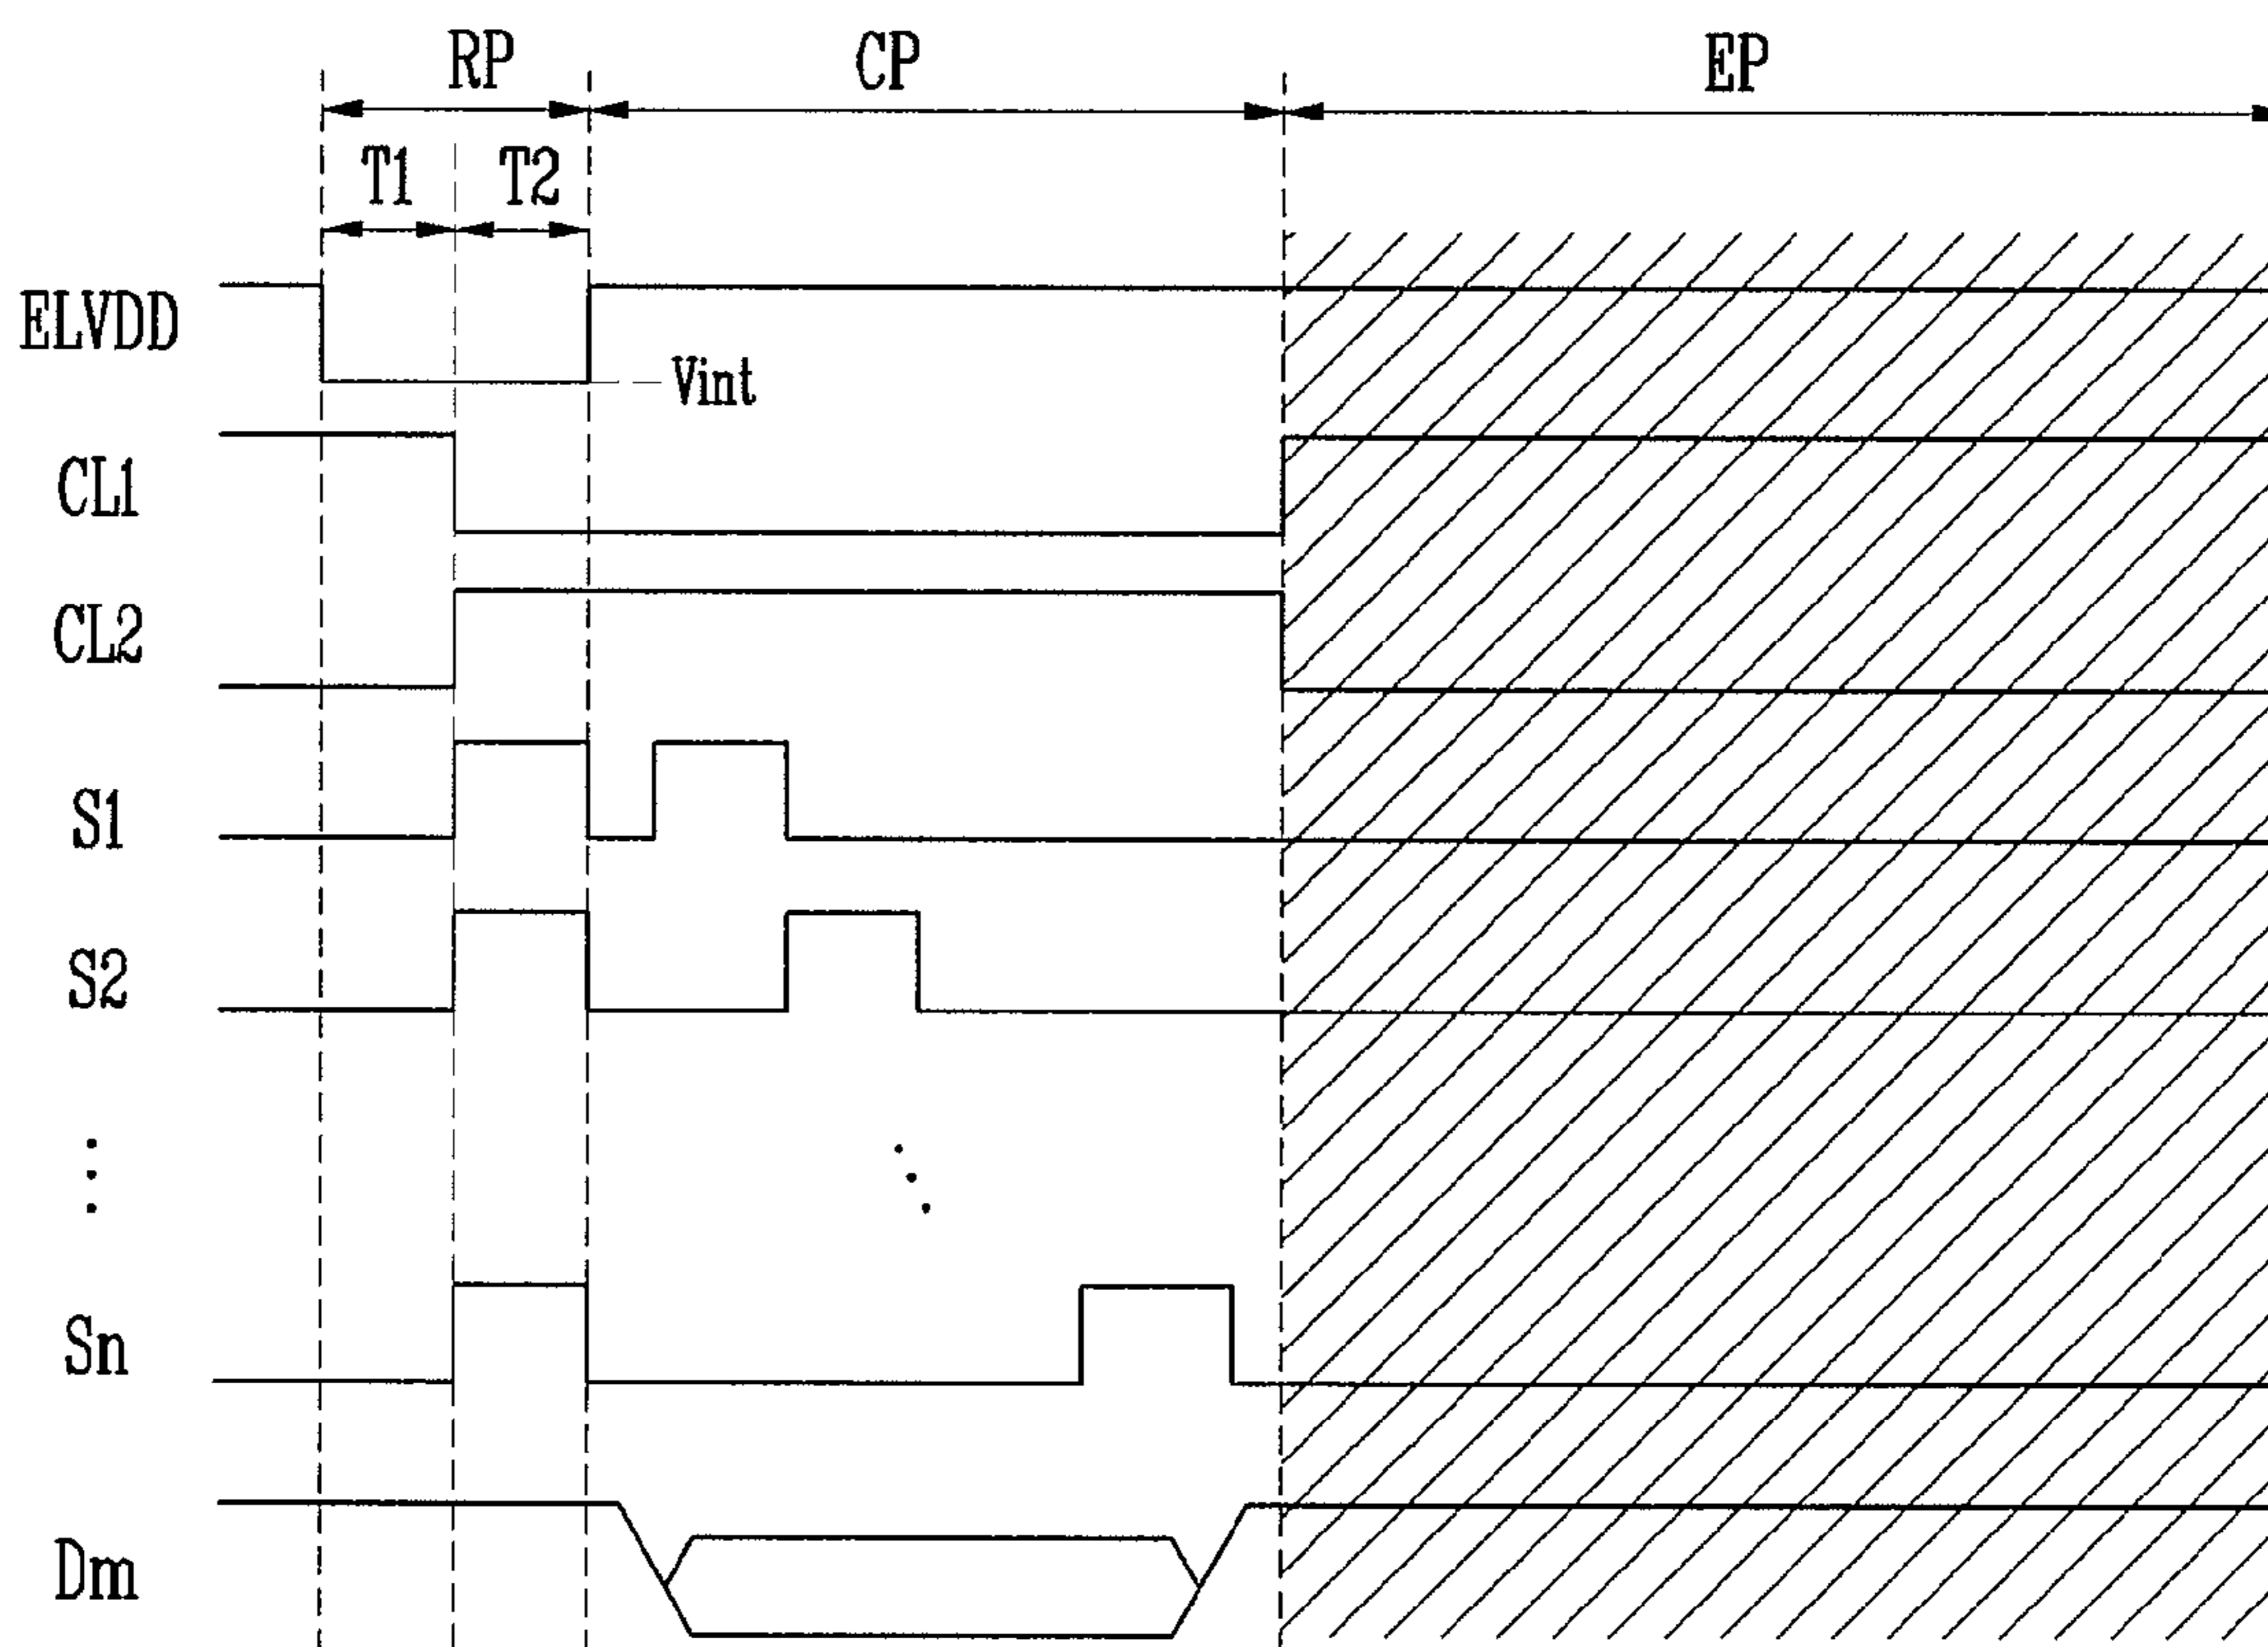 RP CP EP
T1 T2
ELVDD
Vint
CL1
CL2
S1
S2
Sn
Dm